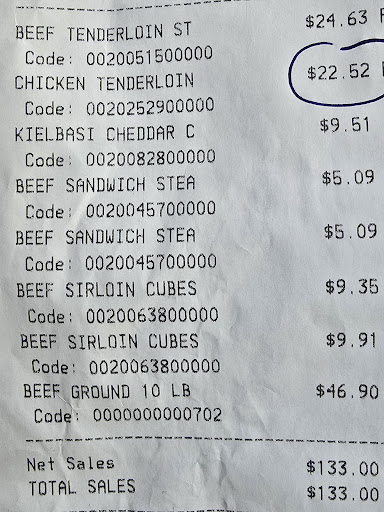 BEEF TENDERLOIN ST $24.63 F
Code: 0020051500000
CHICKEN TENDERLOIN $22.52
Code: 0020252900000
KIELBASI CHEDDAR C $9.51
Code: 0020082800000
BEEF SANDWICH STEA $5.09
Code: 0020045700000
BEEF SANDWICH STEA $5.09
Code: 0020045700000
BEEF SIRLOIN CUBES $9.35
Code: 0020063800000
BEEF SIRLOIN CUBES $9.91
Code: 0020063800000
BEEF GROUND 10 LB $46.90
Code: 0000000000702
Net Sales $133.00
TOTAL SALES $133.00